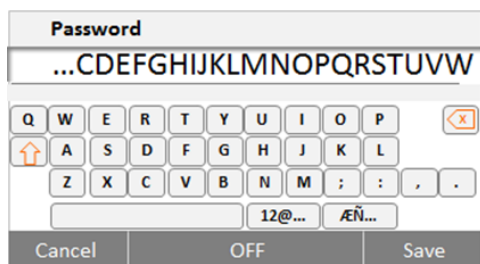 Password
...CDEFGHIJKLMNOPQRSTUVW
Q W E R T Y U I O P X
A S D F G H J K L
Z X C V B N M ; : , .
12@... ÆÑ...
Cancel OFF Save